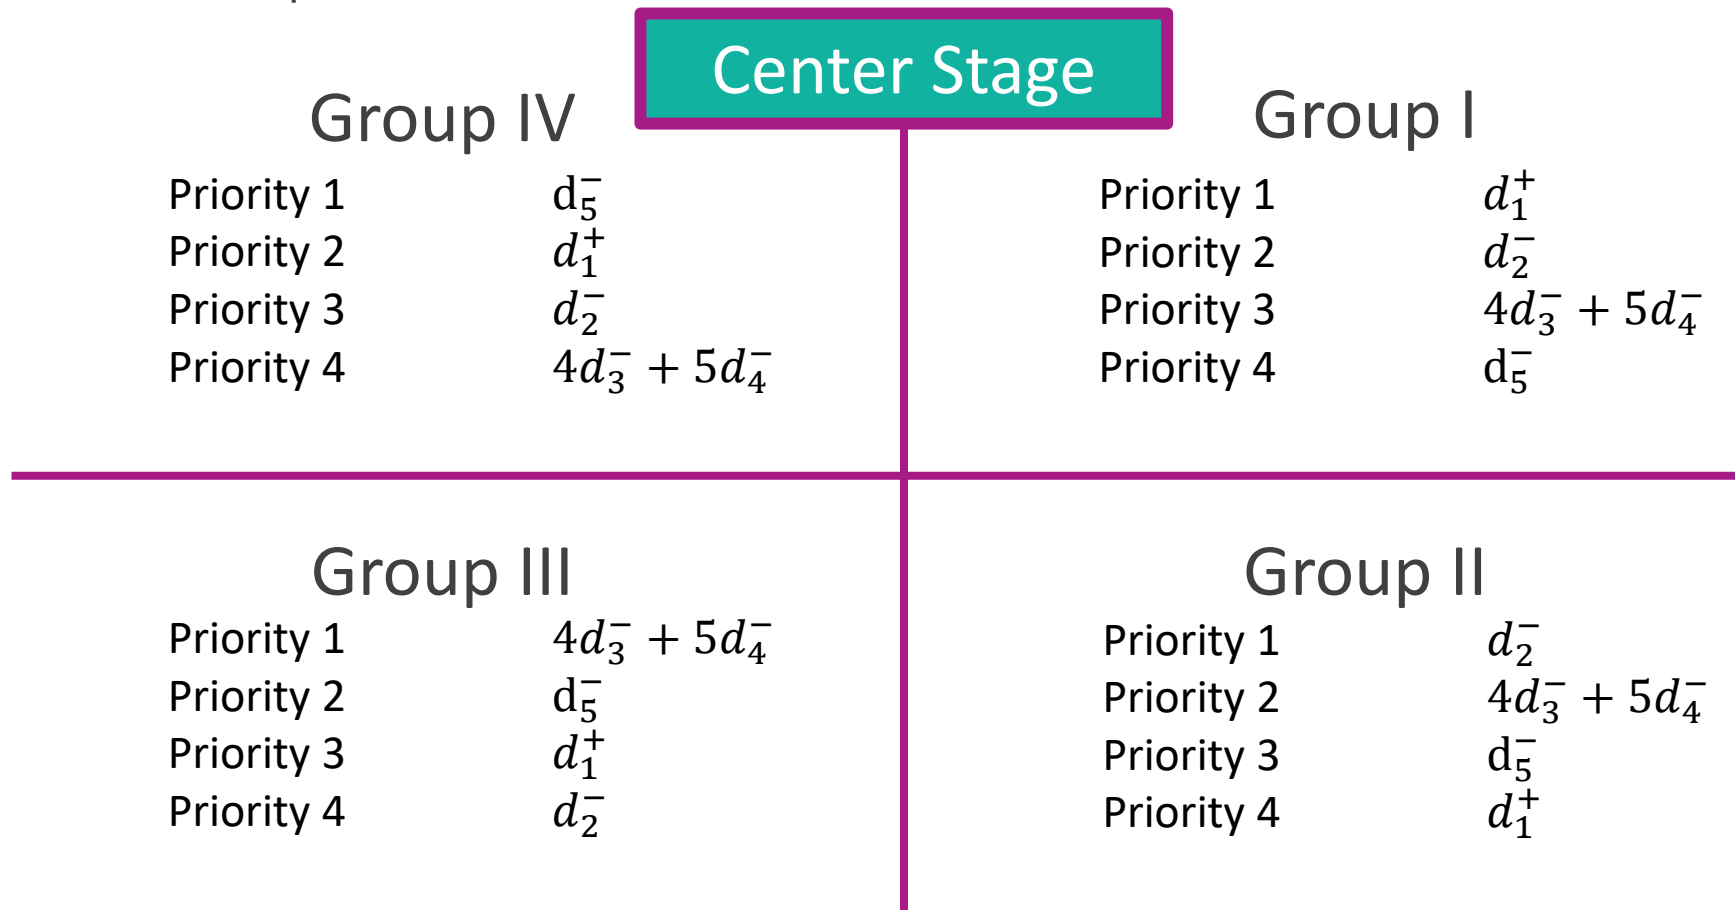 Center Stage
Group IV
Priority 1 d₅⁻
Priority 2 d₁⁺
Priority 3 d₂⁻
Priority 4 4d₃⁻ + 5d₄⁻
Group I
Priority 1 d₁⁺
Priority 2 d₂⁻
Priority 3 4d₃⁻ + 5d₄⁻
Priority 4 d₅⁻
Group III
Priority 1 4d₃⁻ + 5d₄⁻
Priority 2 d₅⁻
Priority 3 d₁⁺
Priority 4 d₂⁻
Group II
Priority 1 d₂⁻
Priority 2 4d₃⁻ + 5d₄⁻
Priority 3 d₅⁻
Priority 4 d₁⁺